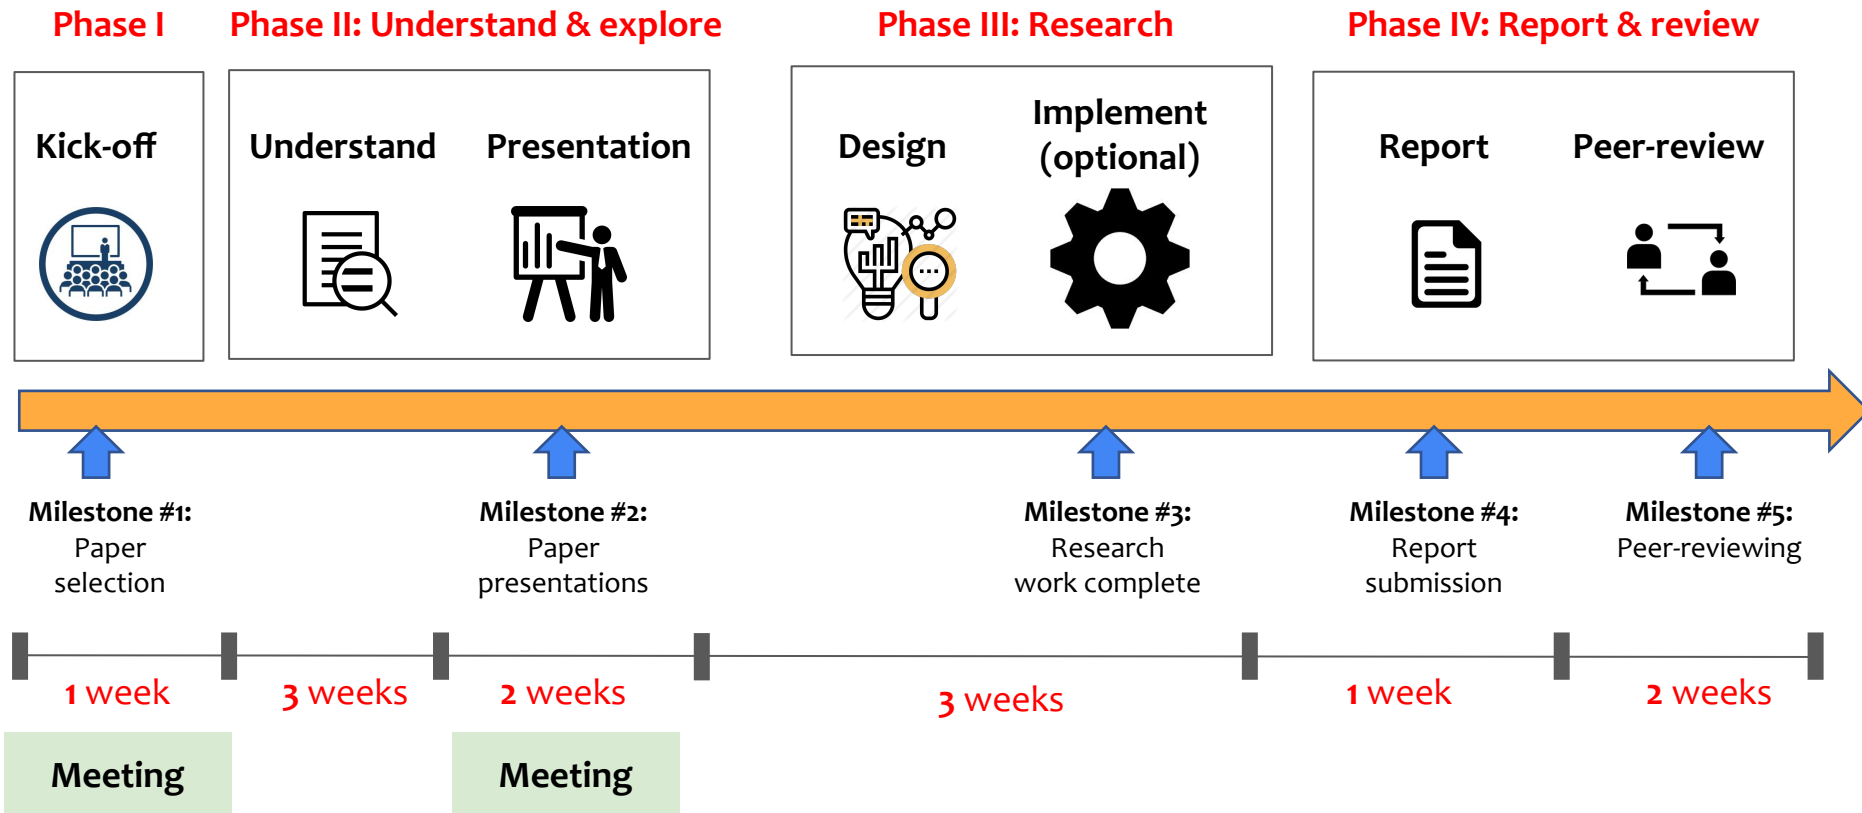 Phase I
Phase II: Understand & explore
Phase III: Research
Phase IV: Report & review
Kick-off
Understand
Presentation
Design
Implement
(optional)
Report
Peer-review
Milestone #1:
Paper
selection
Milestone #2:
Paper
presentations
Milestone #3:
Research
work complete
Milestone #4:
Report
submission
Milestone #5:
Peer-reviewing
1 week
3 weeks
2 weeks
3 weeks
1 week
2 weeks
Meeting
Meeting